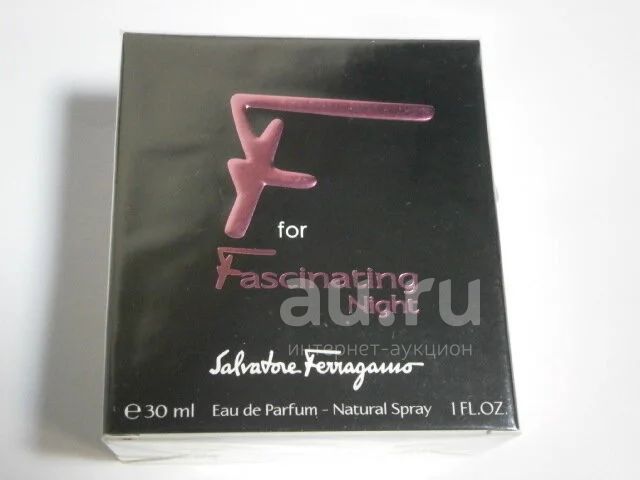 F
for
Fascinating
Night
au.ru
интернет-аукцион
Salvatore Ferragamo
℮30 ml Eau de Parfum - Natural Spray 1 FL.OZ.